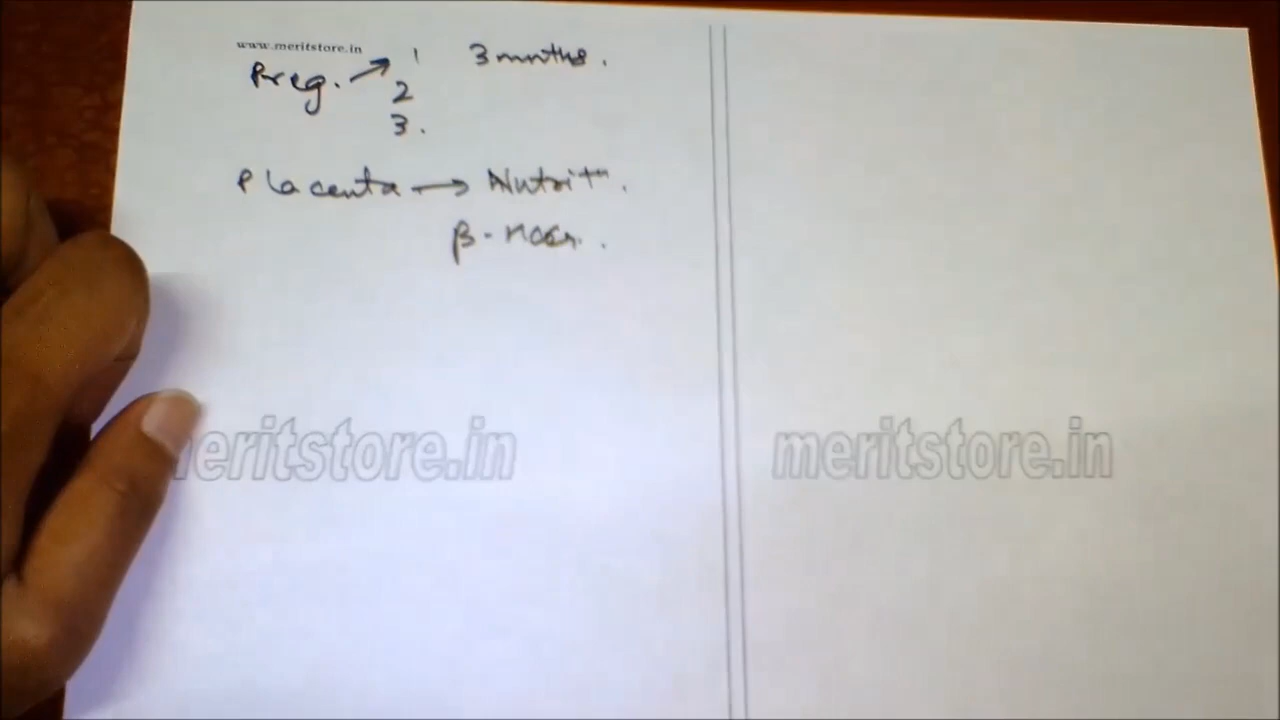 www.meritstore.in
Preg. → 1 3 months.
2
3.
Placenta → Nutritn.
β-HCG.
meritstore.in meritstore.in